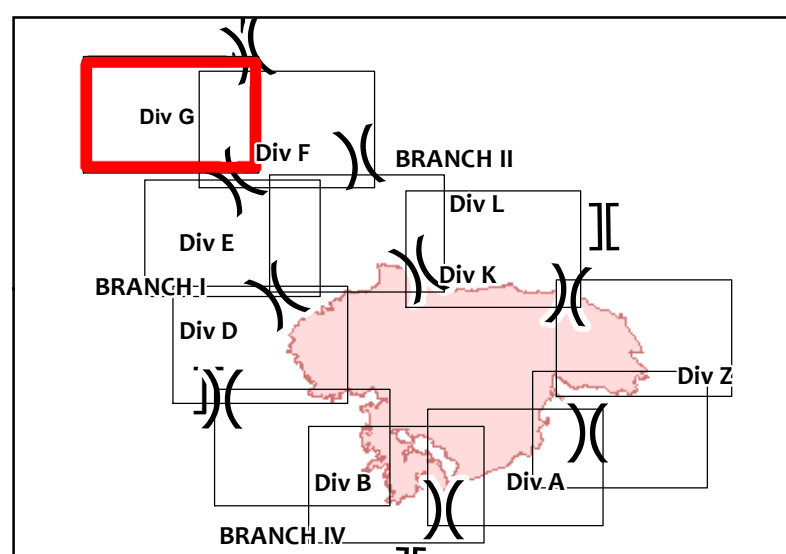 Div G
Div F
BRANCH II
Div L
Div E
Div K
BRANCH I
Div D
Div Z
Div B
Div A
BRANCH IV